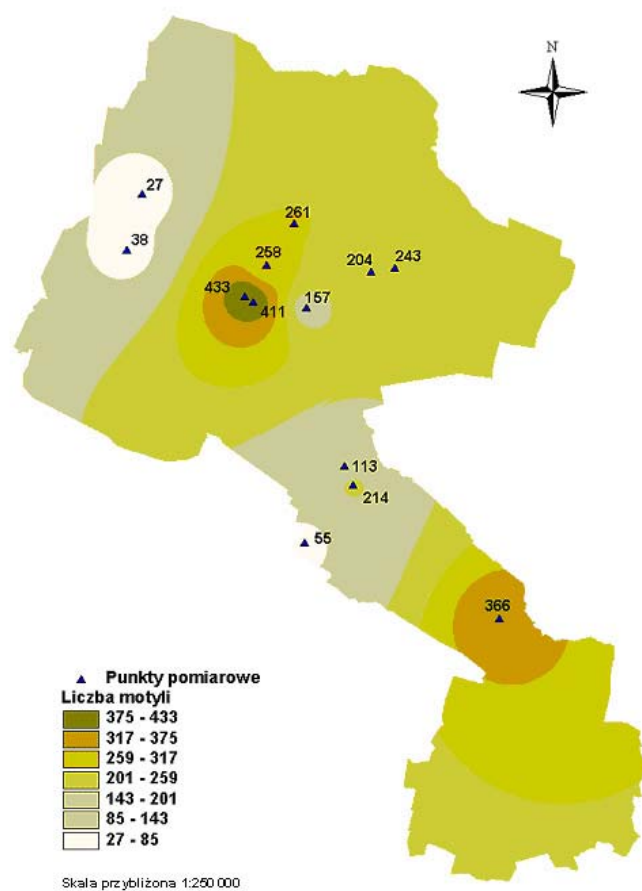 N
27
261
38
258
204 243
433
411
157
113
214
55
366
Punkty pomiarowe
Liczba motyli
375 - 433
317 - 375
259 - 317
201 - 259
143 - 201
85 - 143
27 - 85
Skala przybliżona 1:250 000